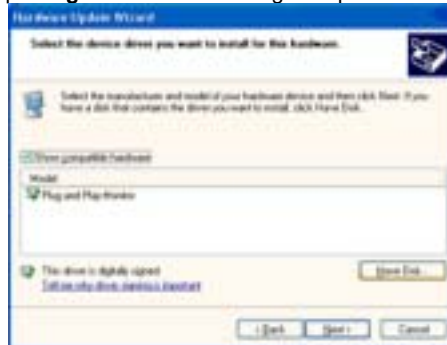 Hardware Update Wizard
Select the device driver you want to install for this hardware.
Select the manufacturer and model of your hardware device and then click Next. If you
have a disk that contains the driver you want to install, click Have Disk.
Show compatible hardware
Model
Plug and Play Monitor
This driver is digitally signed.
Tell me why driver signing is important
Have Disk...
< Back
Next >
Cancel